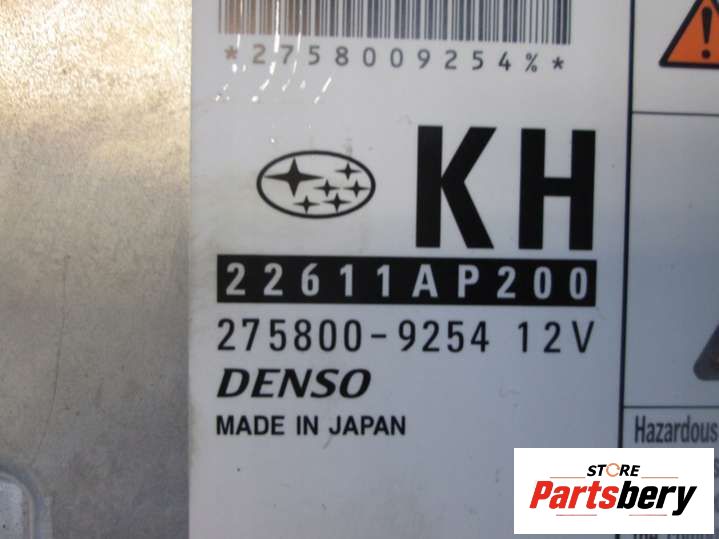 *2758009254%*
KH
22611AP200
275800-9254 12V
DENSO
MADE IN JAPAN
Hazardous
STORE
Partsbery